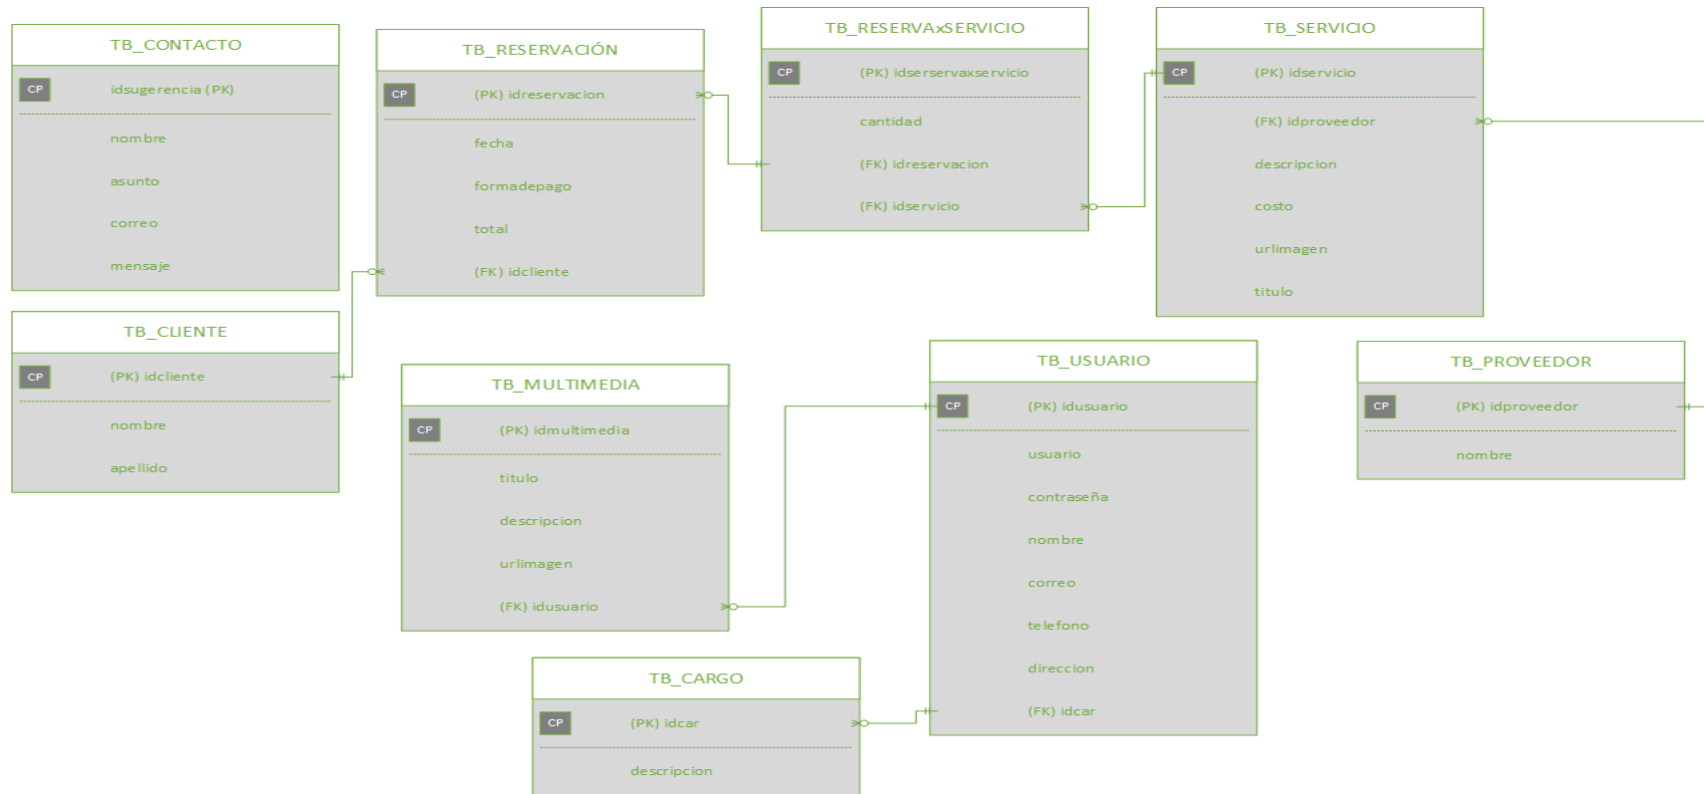 TB_CONTACTO
CP idsugerencia (PK)
nombre
asunto
correo
mensaje
TB_RESERVACIÓN
CP (PK) idreservacion
fecha
formadepago
total
(FK) idcliente
TB_RESERVAxSERVICIO
CP (PK) idserservaxservicio
cantidad
(FK) idreservacion
(FK) idservicio
TB_SERVICIO
CP (PK) idservicio
(FK) idproveedor
descripcion
costo
urlimagen
titulo
TB_CLIENTE
CP (PK) idcliente
nombre
apellido
TB_MULTIMEDIA
CP (PK) idmultimedia
titulo
descripcion
urlimagen
(FK) idusuario
TB_USUARIO
CP (PK) idusuario
usuario
contraseña
nombre
correo
telefono
direccion
(FK) idcar
TB_PROVEEDOR
CP (PK) idproveedor
nombre
TB_CARGO
CP (PK) idcar
descripcion